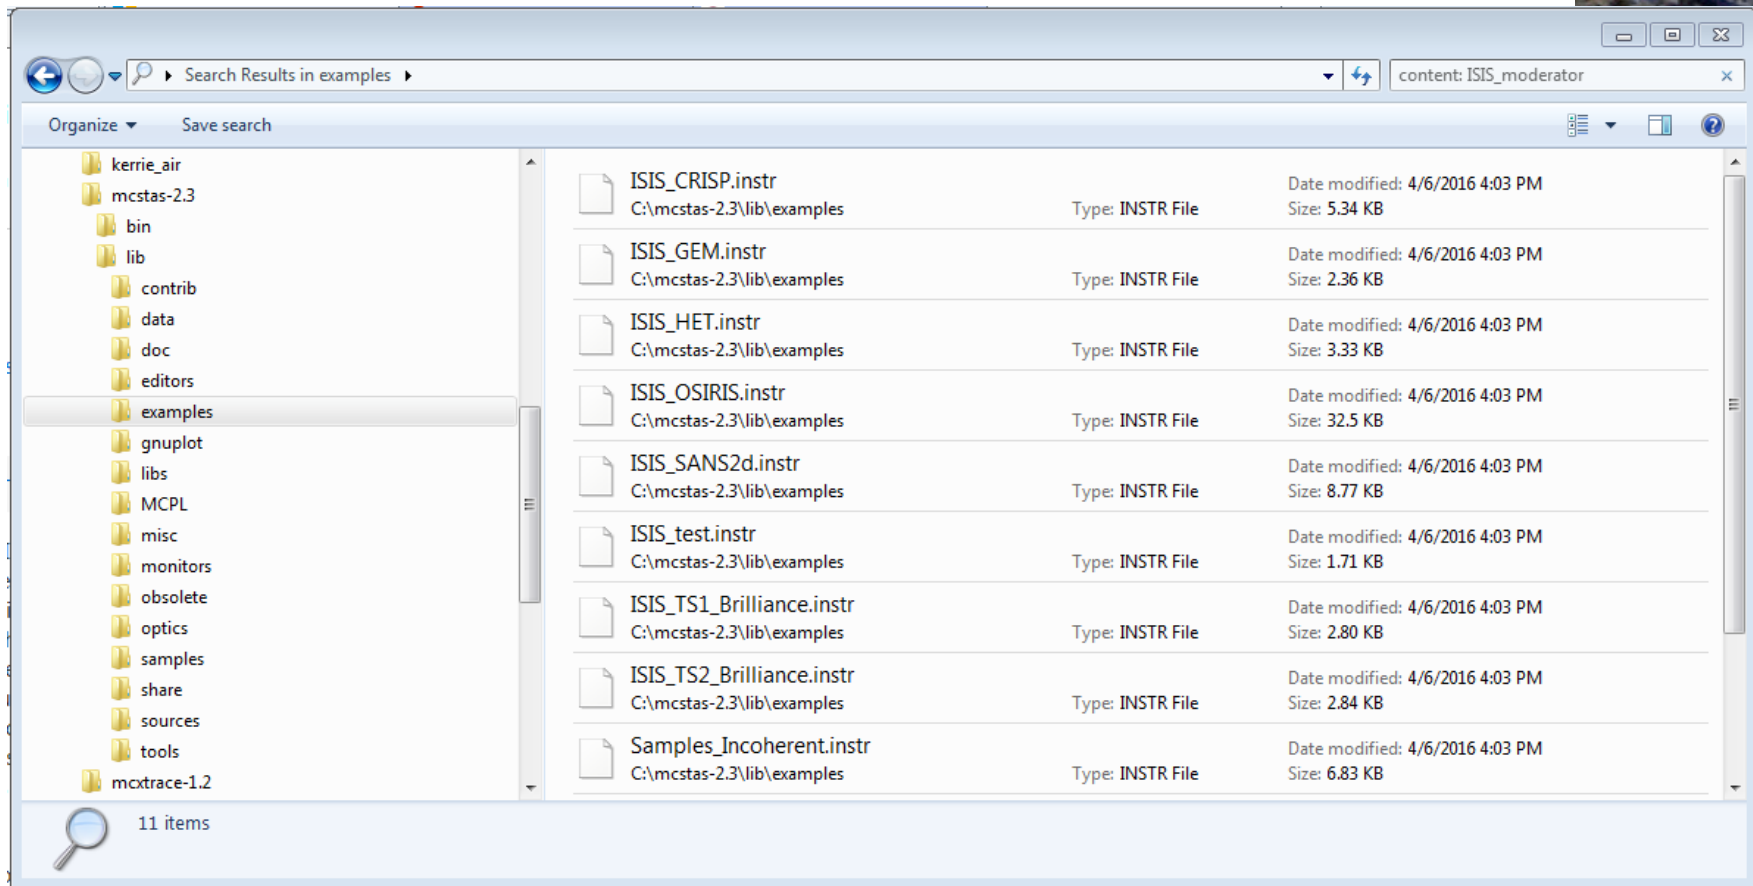 Search Results in examples
content: ISIS_moderator
Organize
Save search
kerrie_air
mcstas-2.3
bin
lib
contrib
data
doc
editors
examples
gnuplot
libs
MCPL
misc
monitors
obsolete
optics
samples
share
sources
tools
mcxtrace-1.2
ISIS_CRISP.instr
Date modified: 4/6/2016 4:03 PM
C:\mcstas-2.3\lib\examples
Type: INSTR File
Size: 5.34 KB
ISIS_GEM.instr
Date modified: 4/6/2016 4:03 PM
C:\mcstas-2.3\lib\examples
Type: INSTR File
Size: 2.36 KB
ISIS_HET.instr
Date modified: 4/6/2016 4:03 PM
C:\mcstas-2.3\lib\examples
Type: INSTR File
Size: 3.33 KB
ISIS_OSIRIS.instr
Date modified: 4/6/2016 4:03 PM
C:\mcstas-2.3\lib\examples
Type: INSTR File
Size: 32.5 KB
ISIS_SANS2d.instr
Date modified: 4/6/2016 4:03 PM
C:\mcstas-2.3\lib\examples
Type: INSTR File
Size: 8.77 KB
ISIS_test.instr
Date modified: 4/6/2016 4:03 PM
C:\mcstas-2.3\lib\examples
Type: INSTR File
Size: 1.71 KB
ISIS_TS1_Brilliance.instr
Date modified: 4/6/2016 4:03 PM
C:\mcstas-2.3\lib\examples
Type: INSTR File
Size: 2.80 KB
ISIS_TS2_Brilliance.instr
Date modified: 4/6/2016 4:03 PM
C:\mcstas-2.3\lib\examples
Type: INSTR File
Size: 2.84 KB
Samples_Incoherent.instr
Date modified: 4/6/2016 4:03 PM
C:\mcstas-2.3\lib\examples
Type: INSTR File
Size: 6.83 KB
11 items